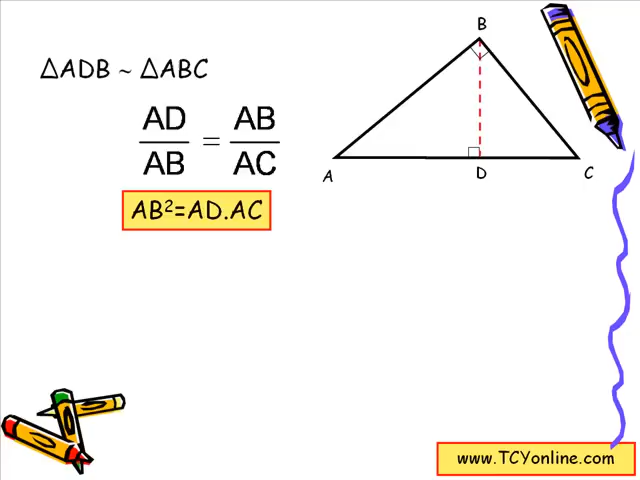 B
ΔADB ~ ΔABC
AD/AB = AB/AC
A D C
AB²=AD.AC
www.TCYonline.com